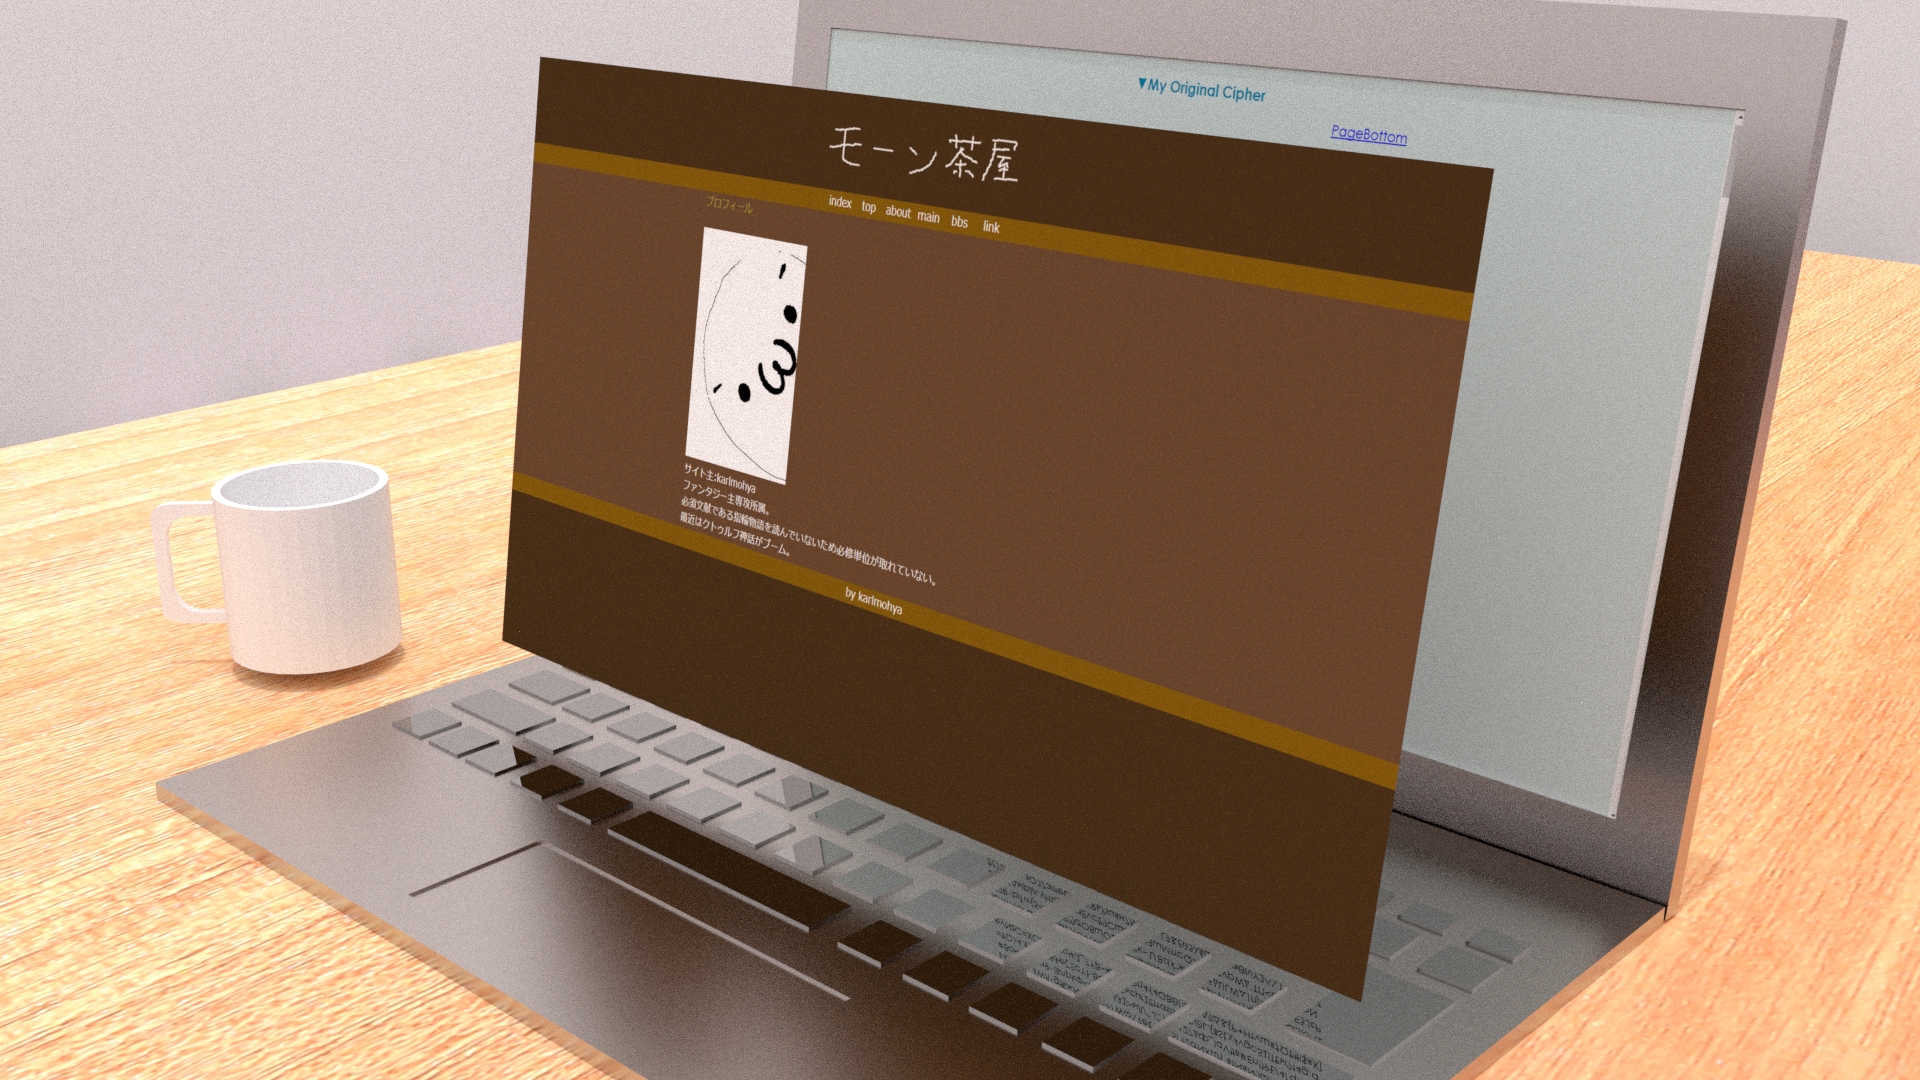 ▼My Original Cipher
PageBottom
モーン茶屋
index top about main bbs link
プロフィール
サイト主:karlmohya
ファンタジー主専攻所属。
必須文献である指輪物語を読んでいないため必修単位が取れていない。
最近はクトゥルフ神話がブーム。
by karlmohya